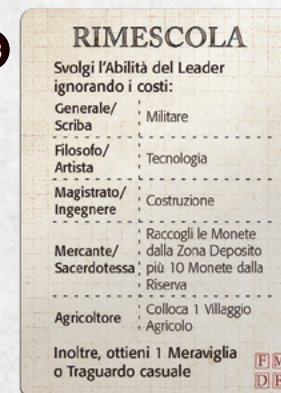 3
RIMESCOLA
Svolgi l'Abilità del Leader
ignorando i costi:
Generale/
Scriba
Militare
Filosofo/
Artista
Tecnologia
Magistrato/
Ingegnere
Costruzione
Mercante/
Sacerdotessa
Raccogli le Monete
dalla Zona Deposito
più 10 Monete dalla
Riserva
Agricoltore
Colloca 1 Villaggio
Agricolo
Inoltre, ottieni 1 Meraviglia
o Traguardo casuale
F M
D E